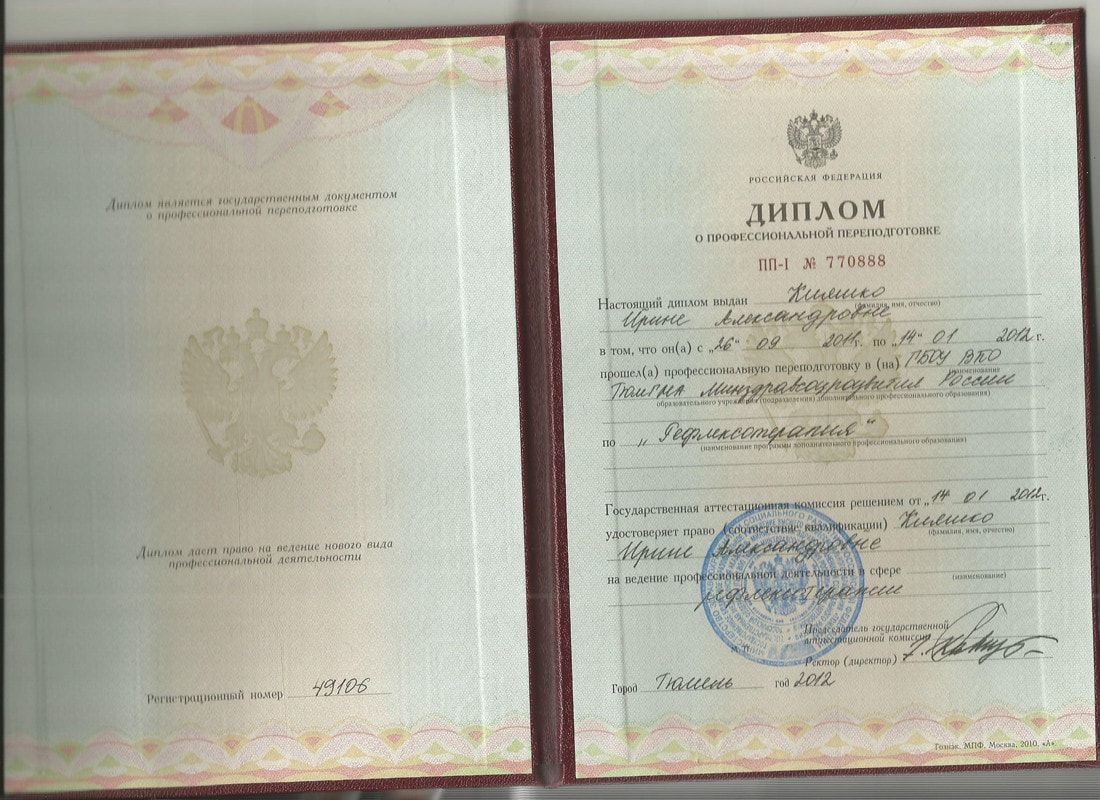 Диплом является государственным документом
о профессиональной переподготовке
Диплом дает право на ведение нового вида
профессиональной деятельности
Регистрационный номер 49106
РОССИЙСКАЯ ФЕДЕРАЦИЯ
ДИПЛОМ
О ПРОФЕССИОНАЛЬНОЙ ПЕРЕПОДГОТОВКЕ
ПП-I № 770888
Настоящий диплом выдан Кияшко
(фамилия, имя, отчество)
Ирине Александровне
в том, что он(а) с „26“ 09 2011г. по „14“ 01 2012 г.
прошел(а) профессиональную переподготовку в (на) ГБОУ ВПО
(наименование
ТюмГМА Минздравсоцразвития России
образовательного учреждения (подразделения) дополнительного профессионального образования)
по „Рефлексотерапия“
(наименование программы дополнительного профессионального образования)
Государственная аттестационная комиссия решением от „14 01 2012г.
удостоверяет право (соответствие квалификации) Кияшко
(фамилия, имя, отчество)
Ирине Александровне
на ведение профессиональной деятельности в сфере
(наименование)
рефлексотерапии
Председатель государственной
аттестационной комиссии
Ректор (директор)
Город Тюмень год 2012
Гознак, МПФ, Москва, 2010, «А».